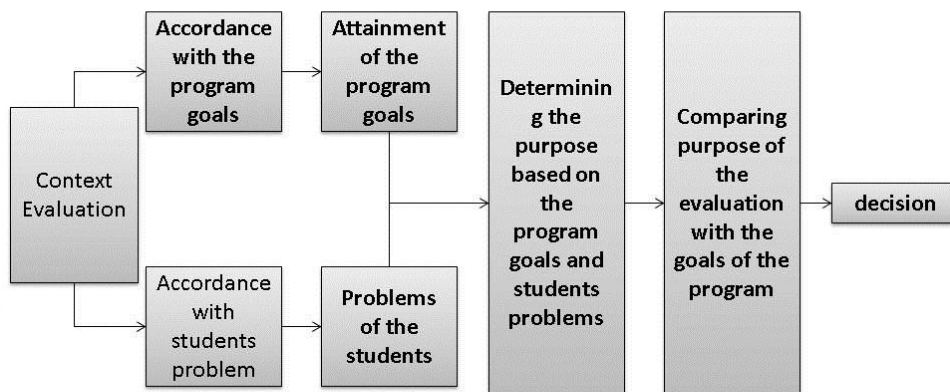 Context
Evaluation
Accordance
with the
program
goals
Attainment
of the
program
goals
Accordance
with
students
problem
Problems
of the
students
Determinin
g the
purpose
based on
the
program
goals and
students
problems
Comparing
purpose of
the
evaluation
with the
goals of the
program
decision